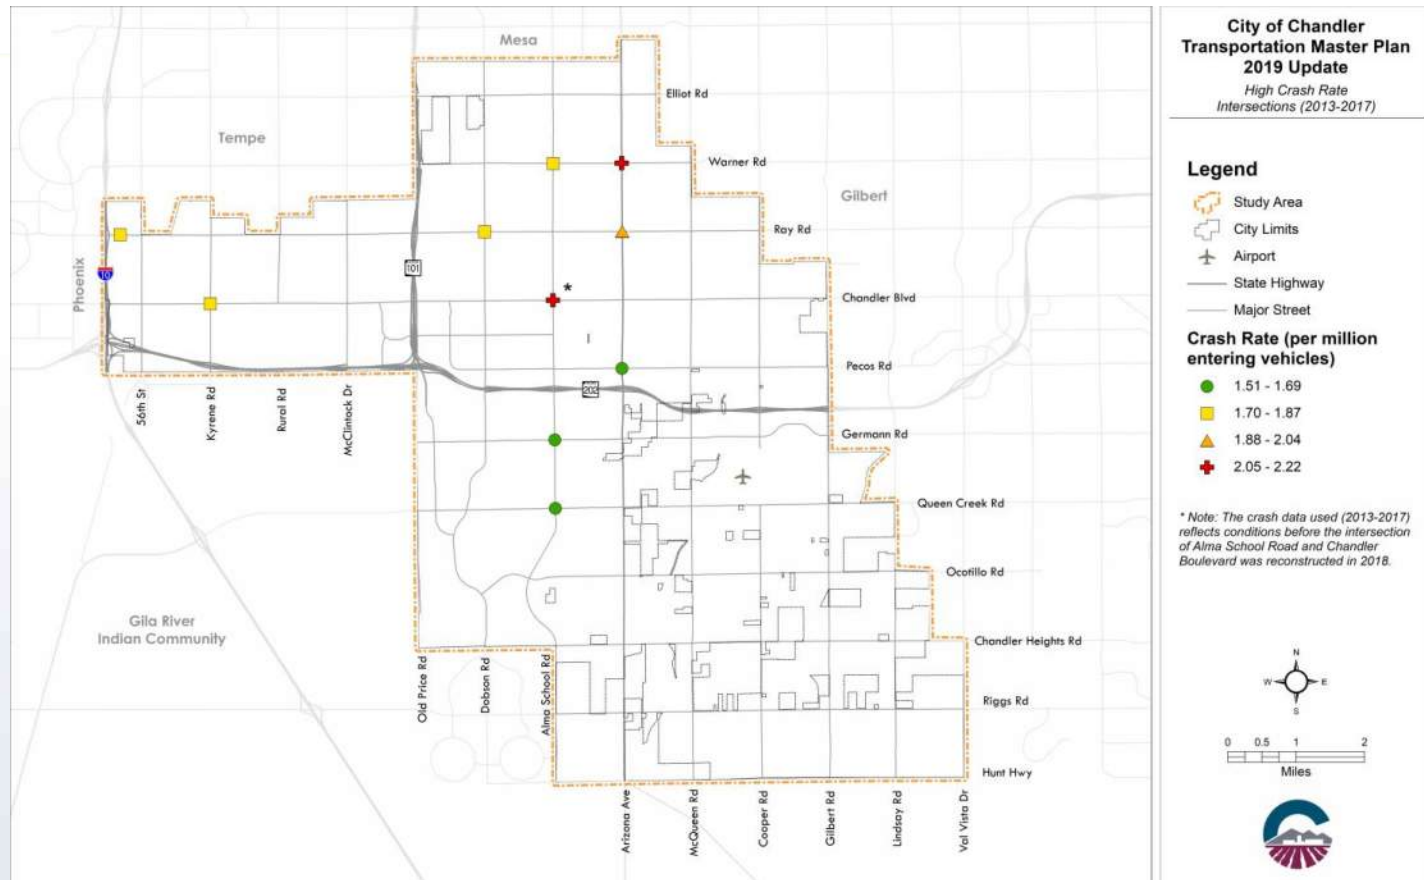 Mesa
Elliot Rd
Tempe
Warner Rd
Gilbert
Ray Rd
Phoenix
10
101
*
Chandler Blvd
Pecos Rd
202
56th St
Kyrene Rd
Rural Rd
McClintock Dr
Germann Rd
Queen Creek Rd
Ocotillo Rd
Gila River
Indian Community
Chandler Heights Rd
Old Price Rd
Dobson Rd
Alma School Rd
Riggs Rd
Hunt Hwy
Arizona Ave
McQueen Rd
Cooper Rd
Gilbert Rd
Lindsay Rd
Val Vista Dr
City of Chandler
Transportation Master Plan
2019 Update
High Crash Rate
Intersections (2013-2017)
Legend
Study Area
City Limits
Airport
State Highway
Major Street
Crash Rate (per million
entering vehicles)
1.51 - 1.69
1.70 - 1.87
1.88 - 2.04
2.05 - 2.22
* Note: The crash data used (2013-2017)
reflects conditions before the intersection
of Alma School Road and Chandler
Boulevard was reconstructed in 2018.
N
W E
S
0 0.5 1 2
Miles